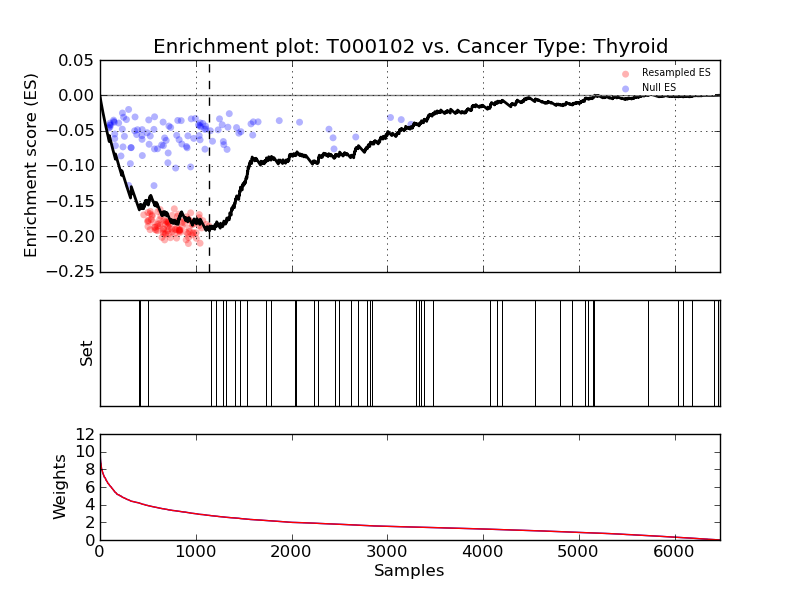 Enrichment plot: T000102 vs. Cancer Type: Thyroid
Enrichment score (ES)
0.05
0.00
−0.05
−0.10
−0.15
−0.20
−0.25
Resampled ES
Null ES
Set
Weights
12
10
8
6
4
2
0
0 1000 2000 3000 4000 5000 6000
Samples